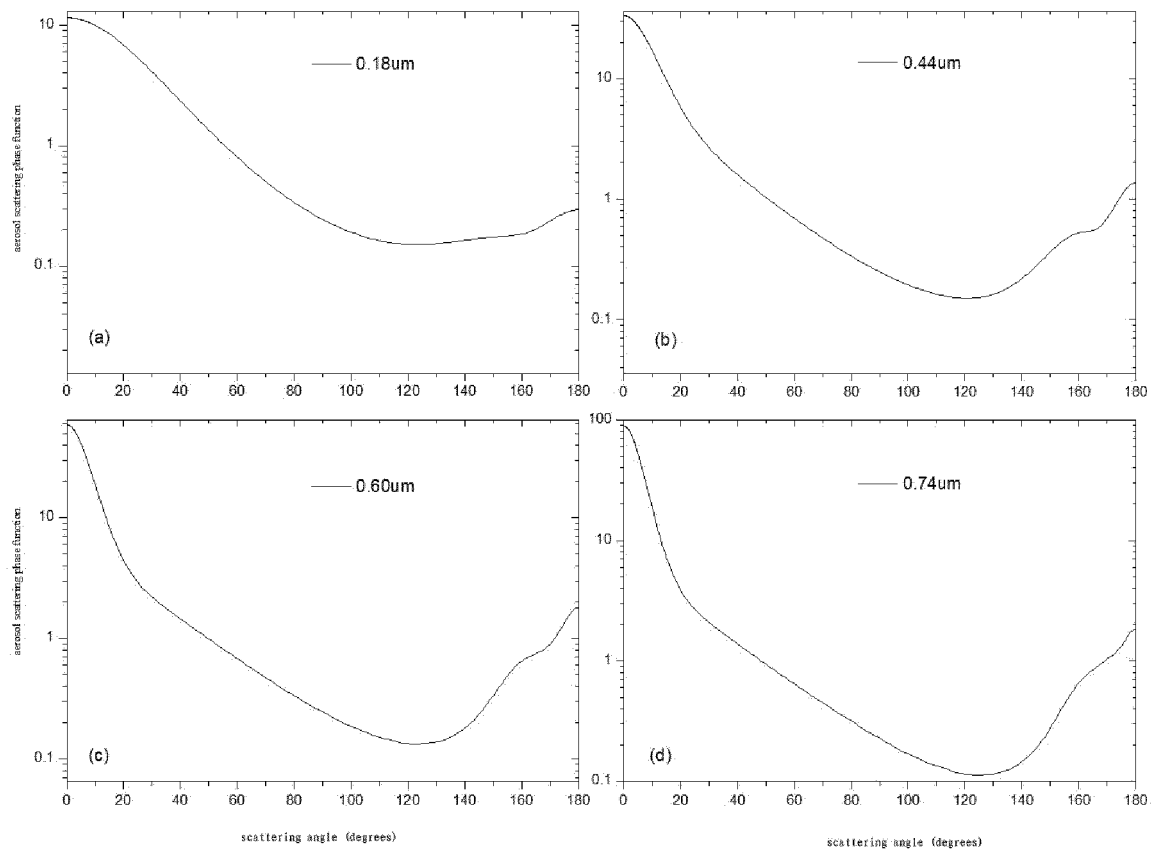 10
0.18um
aerosol scattering phase function
1
0.1
(a)
0 20 40 60 80 100 120 140 160 180
10
0.44um
1
0.1
(b)
0 20 40 60 80 100 120 140 160 180
10
0.60um
aerosol scattering phase function
1
0.1
(c)
0 20 40 60 80 100 120 140 160 180
scattering angle (degrees)
100
0.74um
10
1
(d)
0.1
0 20 40 60 80 100 120 140 160 180
scattering angle (degrees)